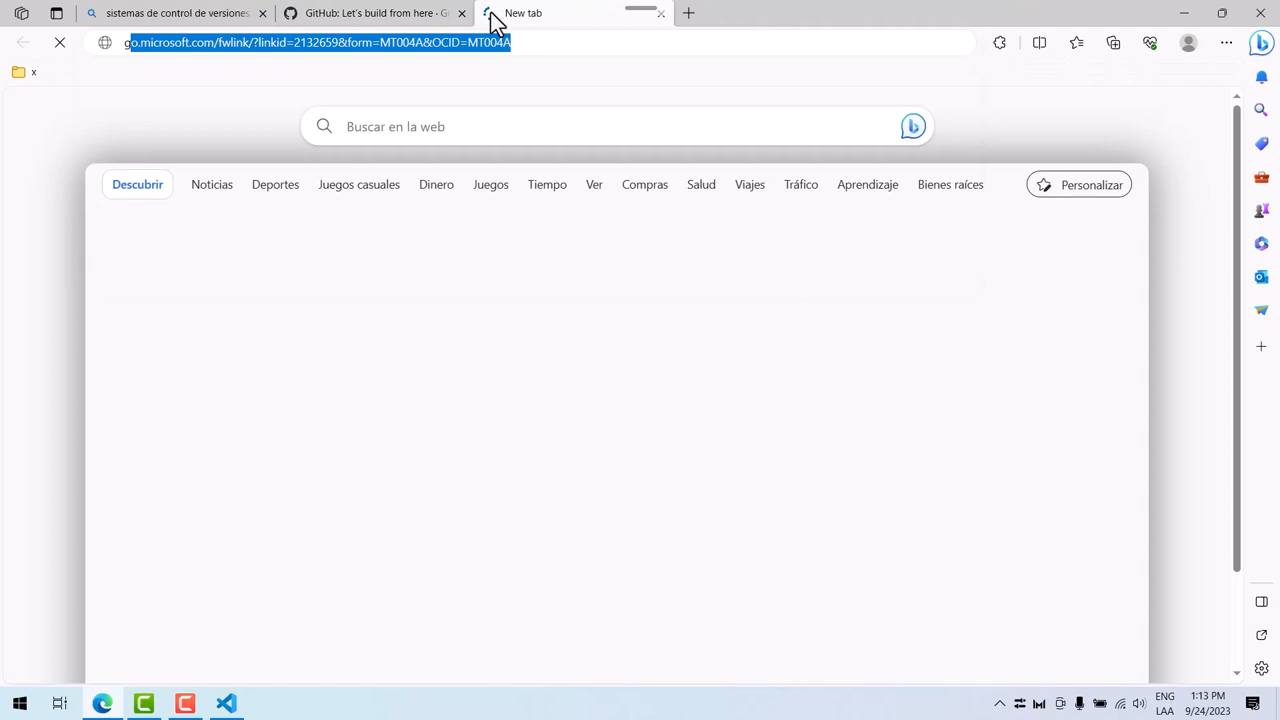 sistemas de control de versiones
GitHub: Let's build from here · Gi
New tab
go.microsoft.com/fwlink/?linkid=2132659&form=MT004A&OCID=MT004A
x
Buscar en la web
Descubrir Noticias Deportes Juegos casuales Dinero Juegos Tiempo Ver Compras Salud Viajes Tráfico Aprendizaje Bienes raíces Personalizar
ENG 1:13 PM
LAA 9/24/2023